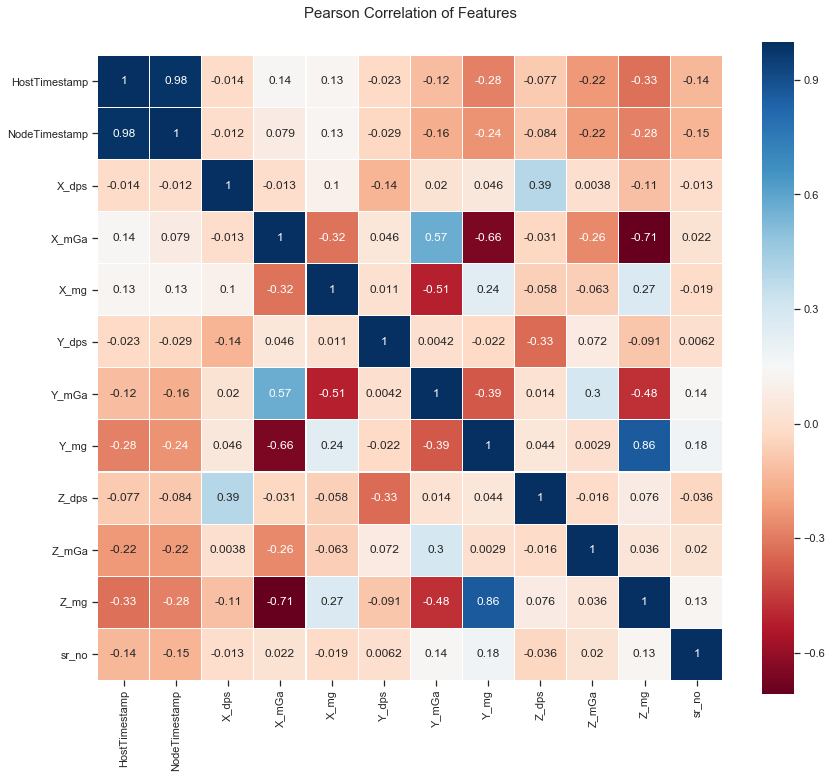 Pearson Correlation of Features
HostTimestamp 1 0.98 -0.014 0.14 0.13 -0.023 -0.12 -0.28 -0.077 -0.22 -0.33 -0.14
NodeTimestamp 0.98 1 -0.012 0.079 0.13 -0.029 -0.16 -0.24 -0.084 -0.22 -0.28 -0.15
X_dps -0.014 -0.012 1 -0.013 0.1 -0.14 0.02 0.046 0.39 0.0038 -0.11 -0.013
X_mGa 0.14 0.079 -0.013 1 -0.32 0.046 0.57 -0.66 -0.031 -0.26 -0.71 0.022
X_mg 0.13 0.13 0.1 -0.32 1 0.011 -0.51 0.24 -0.058 -0.063 0.27 -0.019
Y_dps -0.023 -0.029 -0.14 0.046 0.011 1 0.0042 -0.022 -0.33 0.072 -0.091 0.0062
Y_mGa -0.12 -0.16 0.02 0.57 -0.51 0.0042 1 -0.39 0.014 0.3 -0.48 0.14
Y_mg -0.28 -0.24 0.046 -0.66 0.24 -0.022 -0.39 1 0.044 0.0029 0.86 0.18
Z_dps -0.077 -0.084 0.39 -0.031 -0.058 -0.33 0.014 0.044 1 -0.016 0.076 -0.036
Z_mGa -0.22 -0.22 0.0038 -0.26 -0.063 0.072 0.3 0.0029 -0.016 1 0.036 0.02
Z_mg -0.33 -0.28 -0.11 -0.71 0.27 -0.091 -0.48 0.86 0.076 0.036 1 0.13
sr_no -0.14 -0.15 -0.013 0.022 -0.019 0.0062 0.14 0.18 -0.036 0.02 0.13 1
HostTimestamp NodeTimestamp X_dps X_mGa X_mg Y_dps Y_mGa Y_mg Z_dps Z_mGa Z_mg sr_no
0.9
0.6
0.3
0.0
-0.3
-0.6